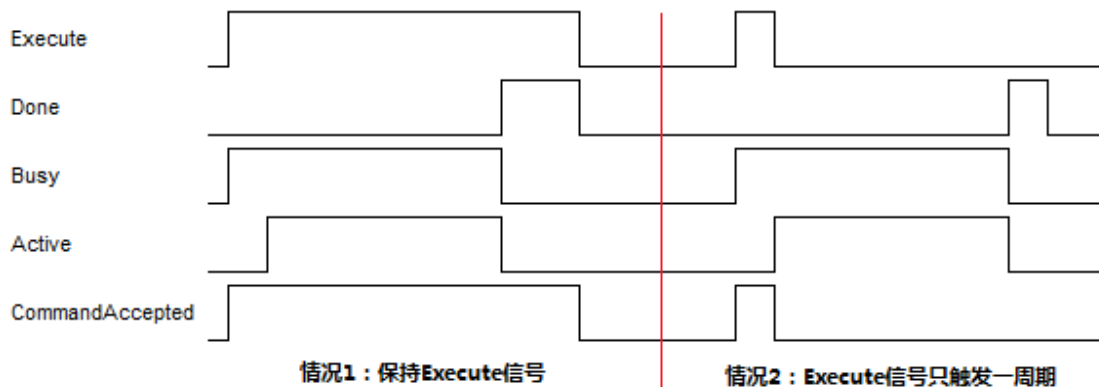 Execute
Done
Busy
Active
CommandAccepted
情况1：保持Execute信号
情况2：Execute信号只触发一周期